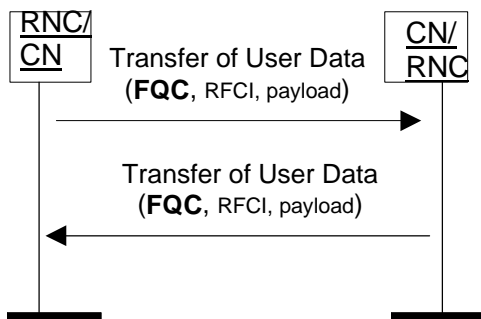 RNC/
CN
CN/
RNC
Transfer of User Data
(FQC, RFCI, payload)
Transfer of User Data
(FQC, RFCI, payload)